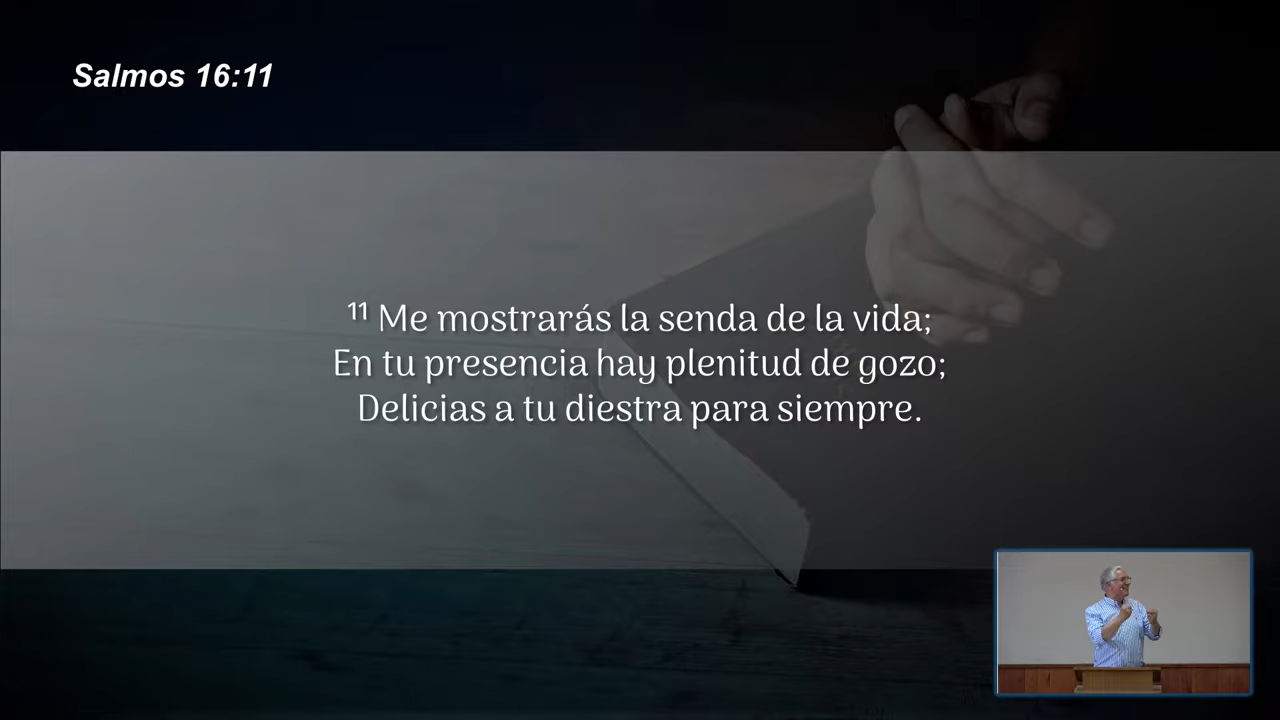 Salmos 16:11
¹¹ Me mostrarás la senda de la vida;
En tu presencia hay plenitud de gozo;
Delicias a tu diestra para siempre.